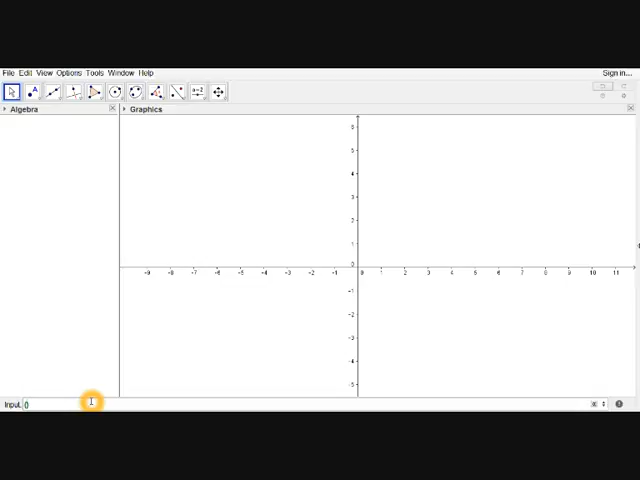 File Edit View Options Tools Window Help
Sign in...
A
a=2
Algebra
Graphics
6
5
4
3
2
1
0
-9 -8 -7 -6 -5 -4 -3 -2 -1 0 1 2 3 4 5 6 7 8 9 10 11
-1
-2
-3
-4
-5
Input: ()